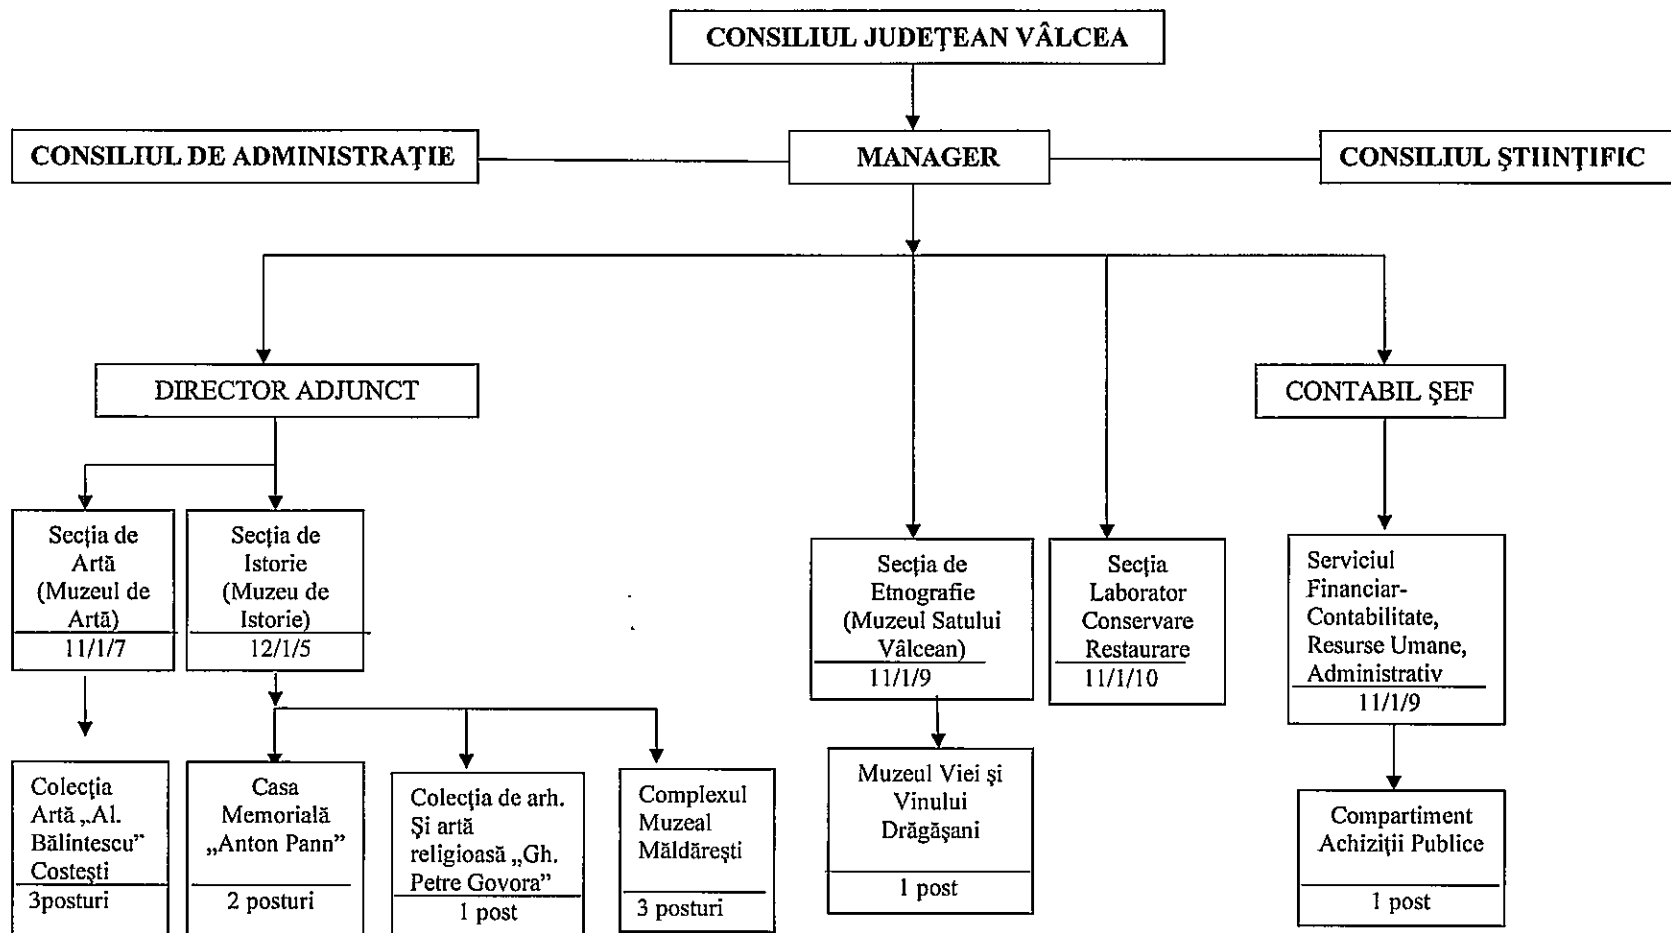 CONSILIUL JUDEŢEAN VÂLCEA
CONSILIUL DE ADMINISTRAŢIE
MANAGER
CONSILIUL ŞTIINŢIFIC
DIRECTOR ADJUNCT
CONTABIL ŞEF
Secţia de
Artă
(Muzeul de
Artă)
11/1/7
Secţia de
Istorie
(Muzeu de
Istorie)
12/1/5
Secţia de
Etnografie
(Muzeul Satului
Vâlcean)
11/1/9
Secţia
Laborator
Conservare
Restaurare
11/1/10
Serviciul
Financiar-
Contabilitate,
Resurse Umane,
Administrativ
11/1/9
Colecţia
Artă „Al.
Bălintescu”
Costeşti
3posturi
Casa
Memorială
„Anton Pann”
2 posturi
Colecţia de arh.
Şi artă
religioasă „Gh.
Petre Govora”
1 post
Complexul
Muzeal
Măldăreşti
3 posturi
Muzeul Viei şi
Vinului
Drăgăşani
1 post
Compartiment
Achiziţii Publice
1 post